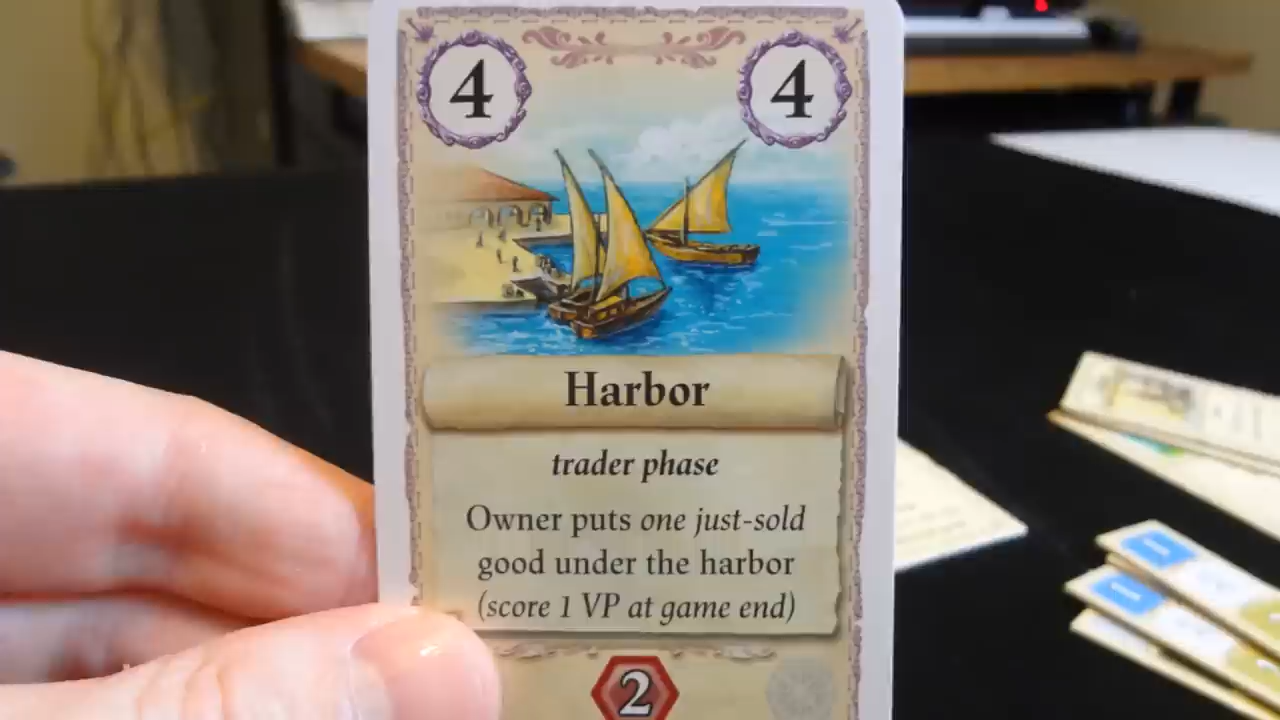 4 4
Harbor
trader phase
Owner puts one just-sold
good under the harbor
(score 1 VP at game end)
2